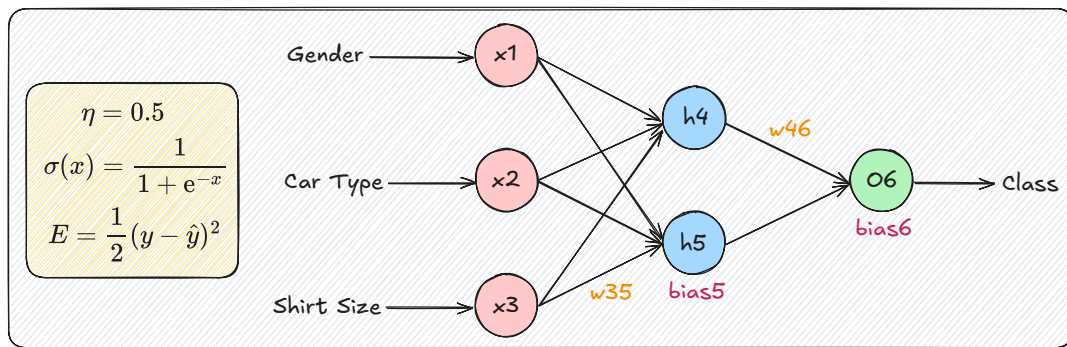 Gender
x1
η = 0.5
σ(x) = 1 / (1 + e^{-x})
E = 1/2 (y - ŷ)²
h4
w46
Car Type
x2
O6
Class
bias6
h5
w35
bias5
Shirt Size
x3